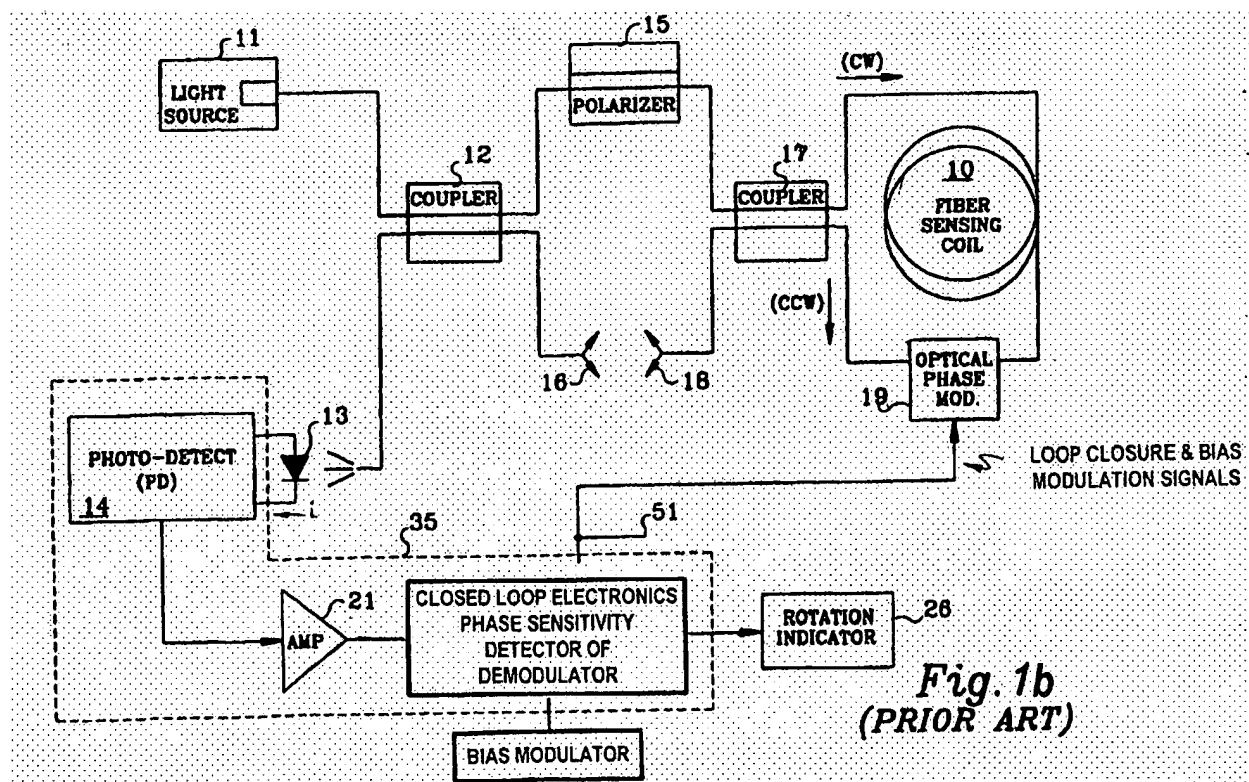 11
LIGHT
SOURCE
15
POLARIZER
(CW)
12
COUPLER
17
COUPLER
10
FIBER
SENSING
COIL
(CCW)
16
18
OPTICAL
PHASE
MOD.
19
LOOP CLOSURE & BIAS
MODULATION SIGNALS
13
PHOTO-DETECT
(PD)
14
i
51
35
21
AMP
CLOSED LOOP ELECTRONICS
PHASE SENSITIVITY
DETECTOR OF
DEMODULATOR
ROTATION
INDICATOR
26
BIAS MODULATOR
Fig. 1b
(PRIOR ART)